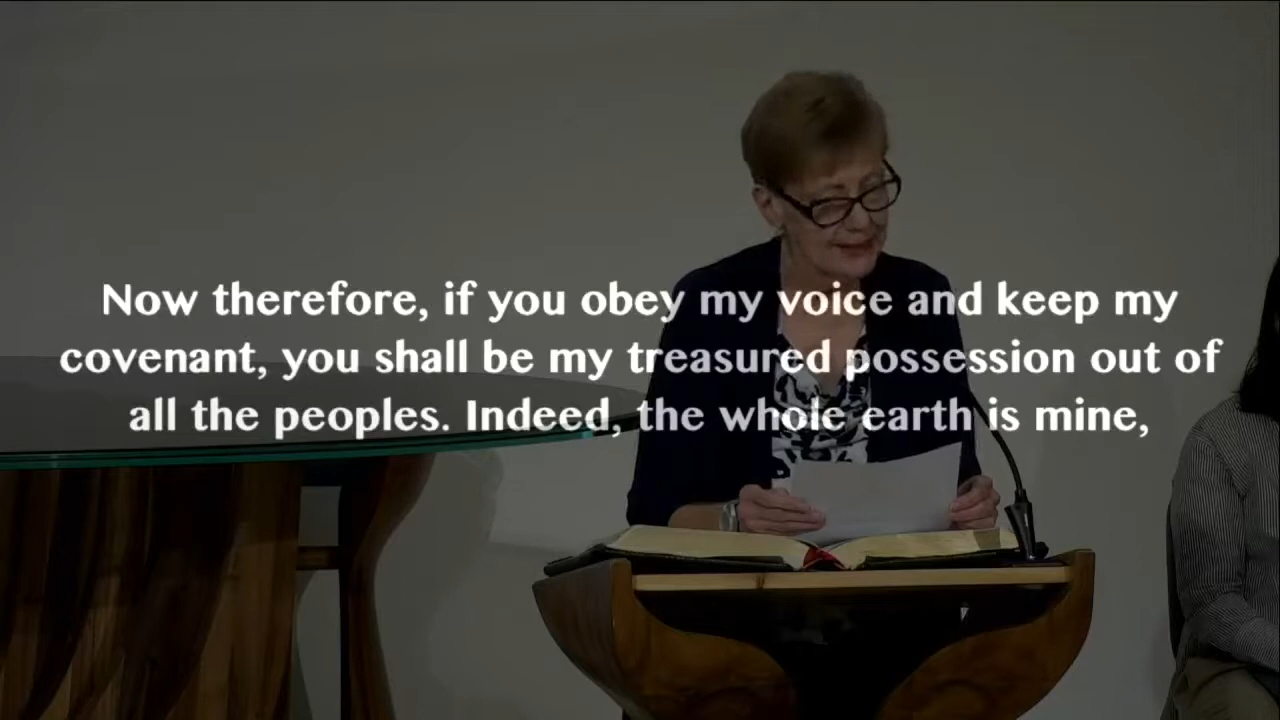 Now therefore, if you obey my voice and keep my
covenant, you shall be my treasured possession out of
all the peoples. Indeed, the whole earth is mine,